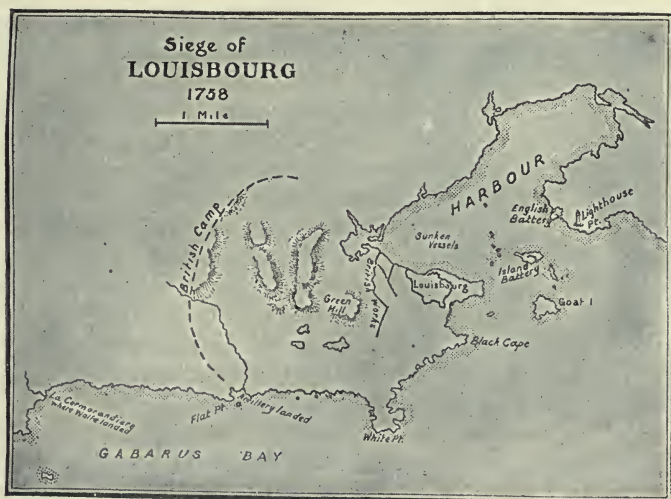 Siege of
LOUISBOURG
1758
1 Mile
HARBOUR
British Camp
English
Battery
Lighthouse
Pt.
Sunken
Vessels
Island
Battery
Goat I
Louisbourg
Green
Hill
works
Black Cape
La Cormorandiere
where Wolfe landed
Flat Pt.
Artillery landed
White Pt.
GABARUS BAY